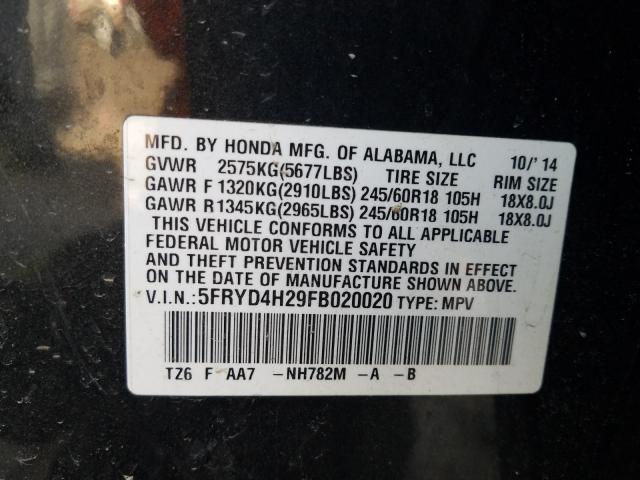 MFD. BY HONDA MFG. OF ALABAMA, LLC 10/'14
GVWR 2575KG(5677LBS) TIRE SIZE RIM SIZE
GAWR F 1320KG(2910LBS) 245/60R18 105H 18X8.0J
GAWR R 1345KG(2965LBS) 245/60R18 105H 18X8.0J
THIS VEHICLE CONFORMS TO ALL APPLICABLE
FEDERAL MOTOR VEHICLE SAFETY
AND THEFT PREVENTION STANDARDS IN EFFECT
ON THE DATE OF MANUFACTURE SHOWN ABOVE.
V.I.N.:5FRYD4H29FB020020 TYPE: MPV
TZ6 F AA7 -NH782M -A -B